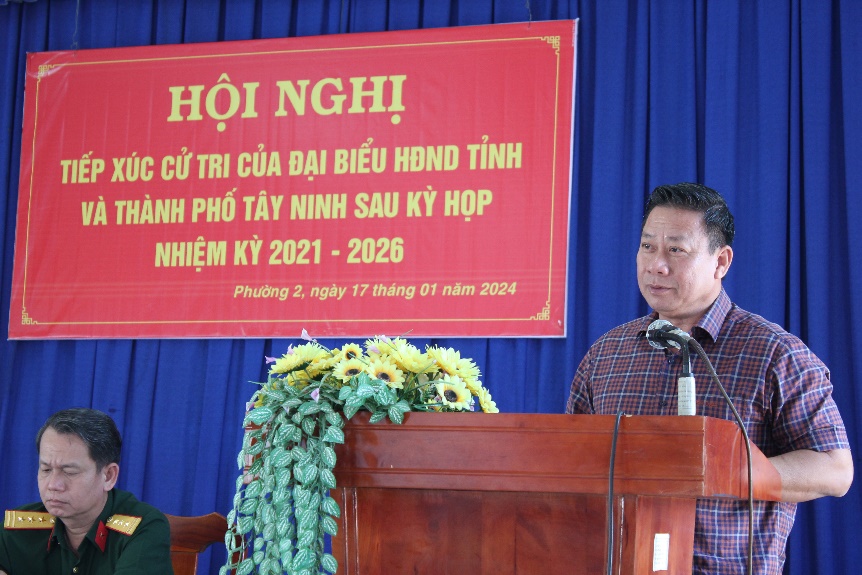 HỘI NGHỊ
TIẾP XÚC CỬ TRI CỦA ĐẠI BIỂU HĐND TỈNH
VÀ THÀNH PHỐ TÂY NINH SAU KỲ HỌP
NHIỆM KỲ 2021 - 2026
Phường 2, ngày 17 tháng 01 năm 2024